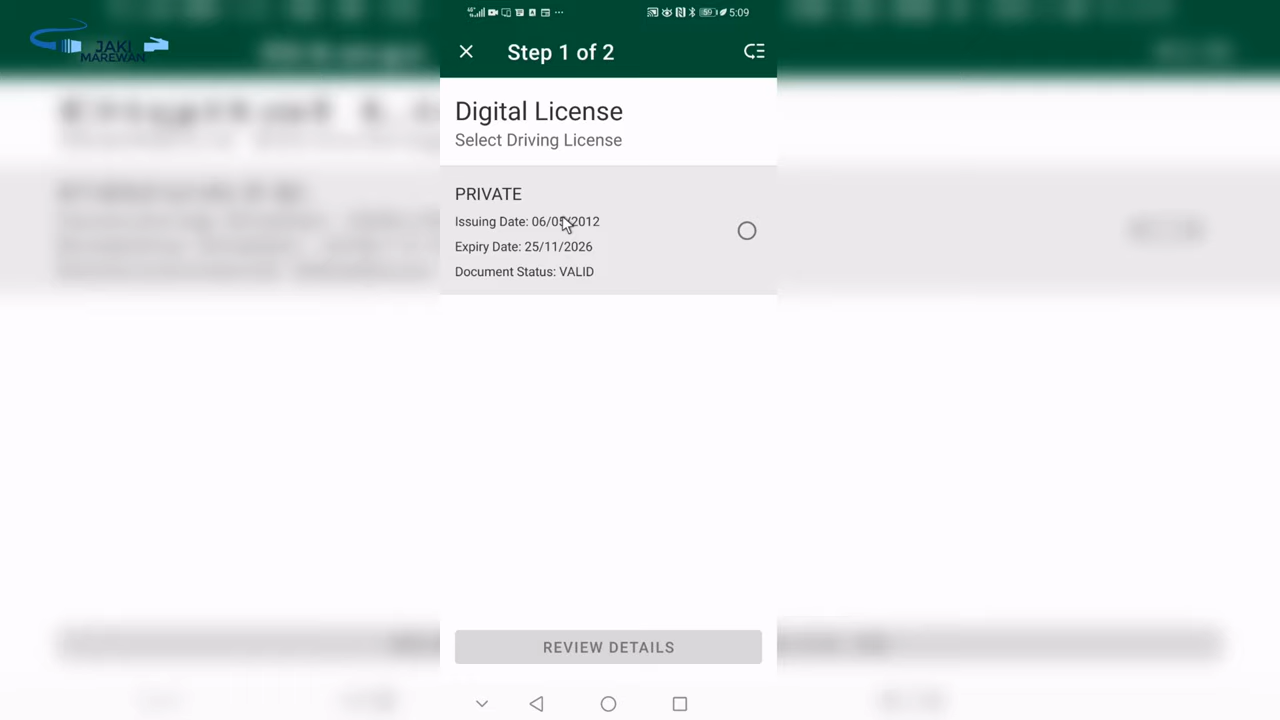 JAKI
MAREWAN
5:09
Step 1 of 2
Digital License
Select Driving License
PRIVATE
Issuing Date: 06/05/2012
Expiry Date: 25/11/2026
Document Status: VALID
REVIEW DETAILS